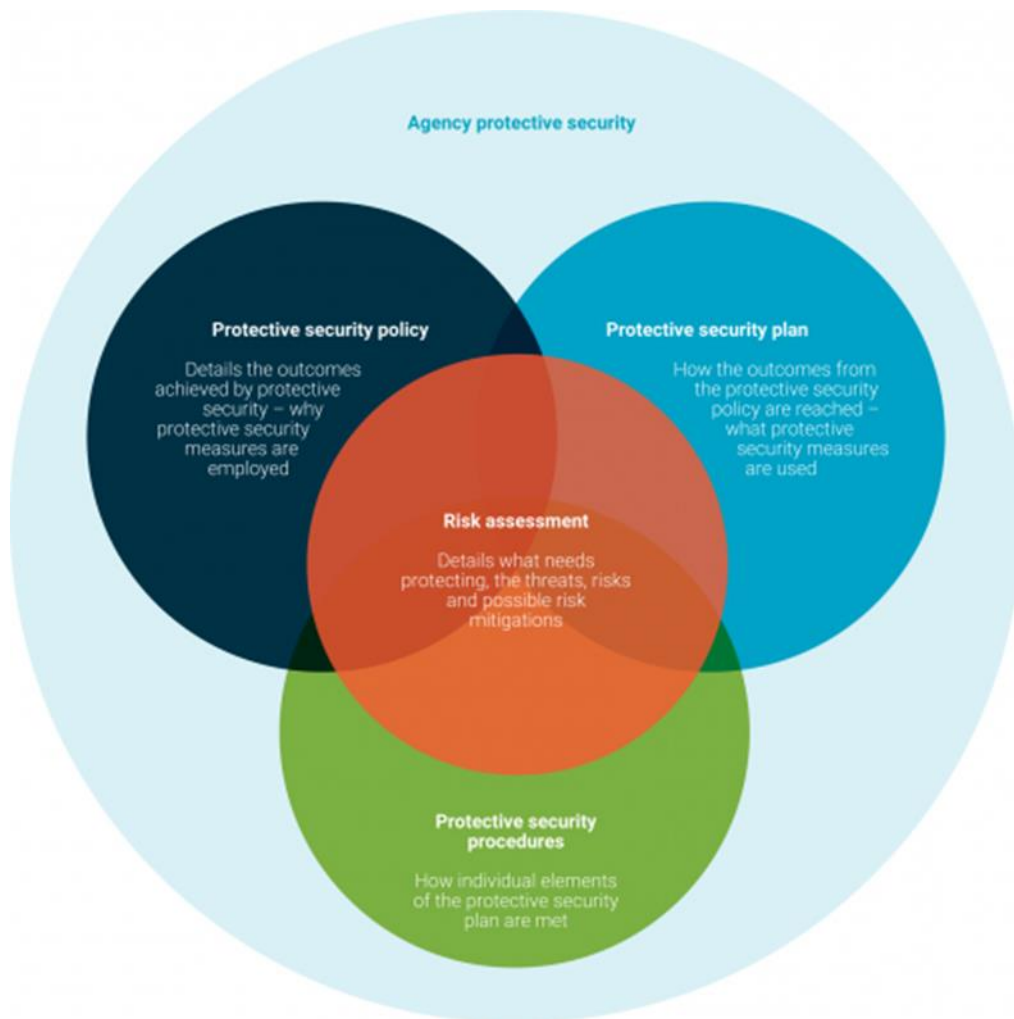 Agency protective security
Protective security policy
Details the outcomes
achieved by protective
security – why
protective security
measures are
employed
Protective security plan
How the outcomes from
the protective security
policy are reached –
what protective
security measures
are used
Risk assessment
Details what needs
protecting, the threats, risks
and possible risk
mitigations
Protective security
procedures
How individual elements
of the protective security
plan are met